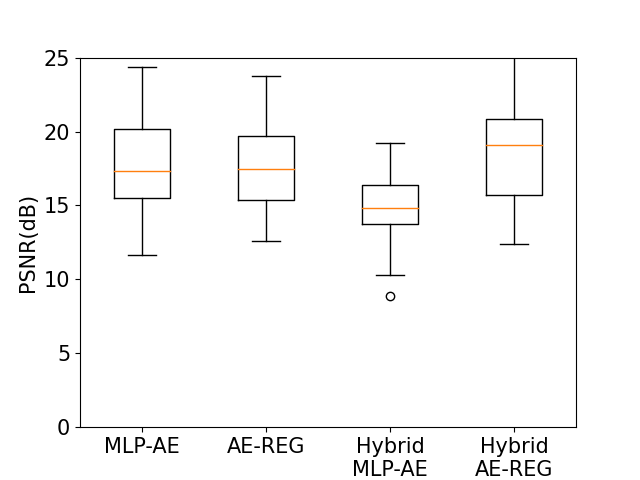 25
20
15
10
5
0
PSNR(dB)
MLP-AE
AE-REG
Hybrid
MLP-AE
Hybrid
AE-REG